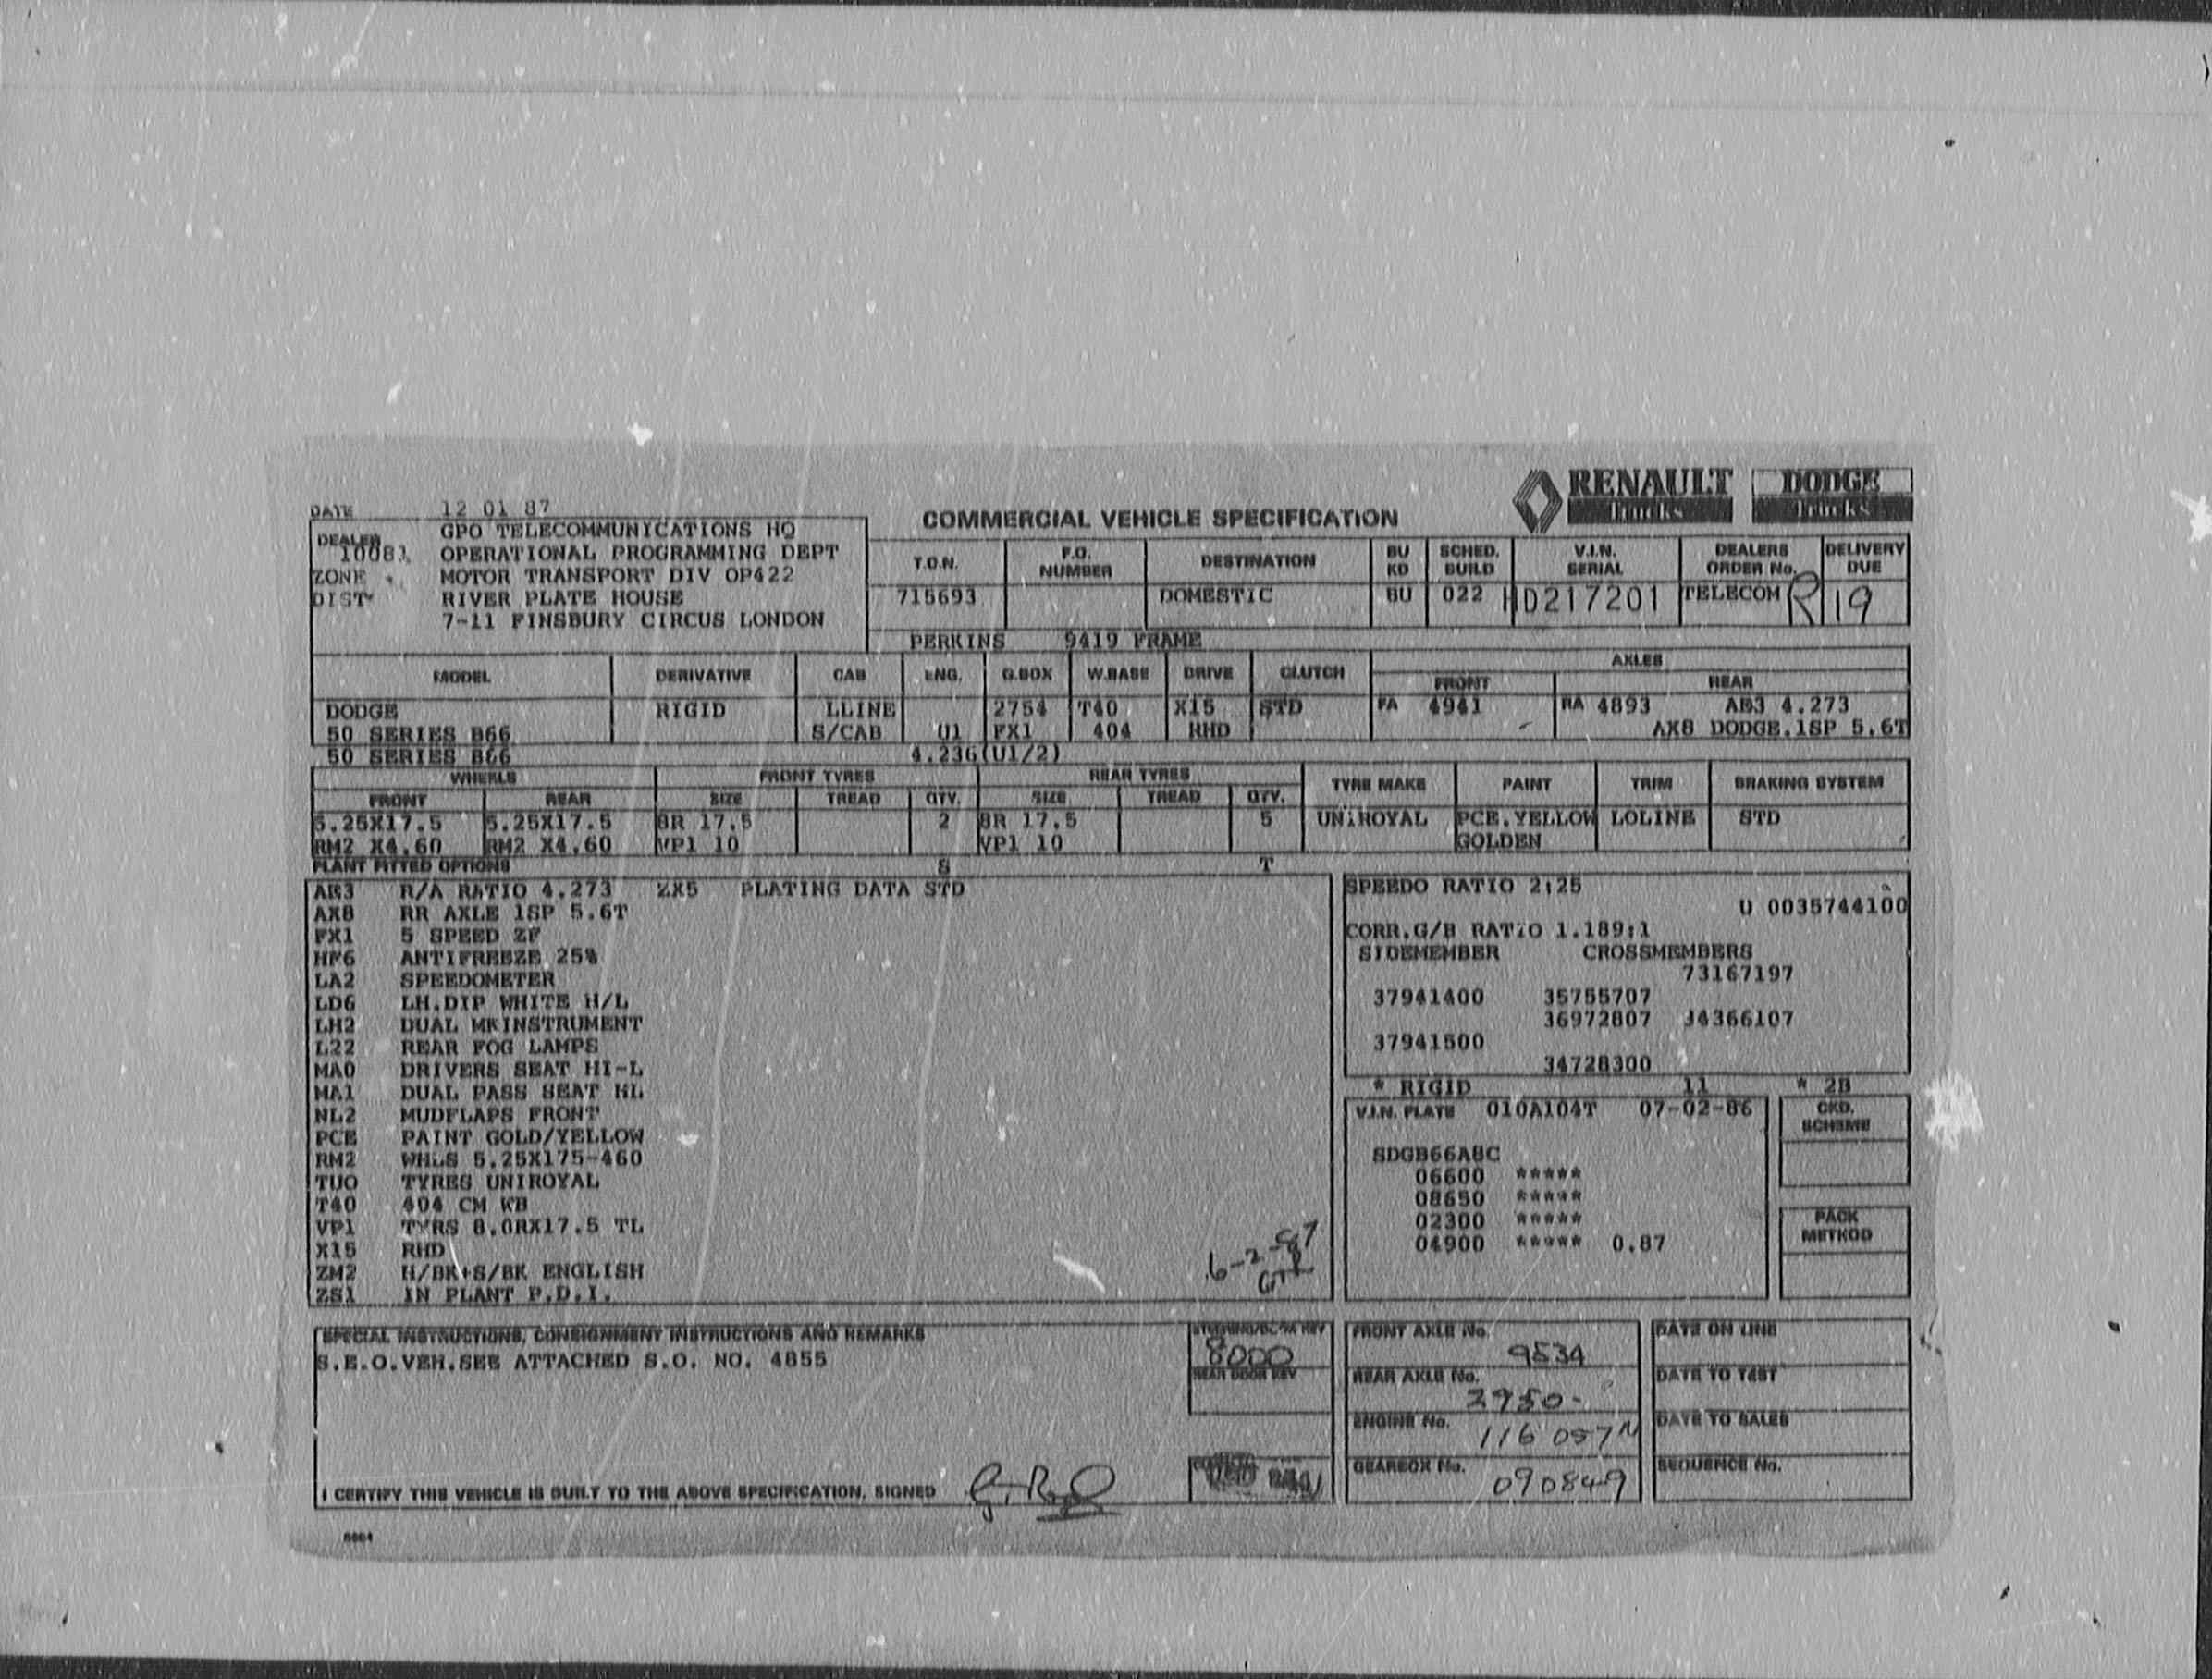 RENAULT Trucks DODGE Trucks
DATE 12 01 87
COMMERCIAL VEHICLE SPECIFICATION
GPO TELECOMMUNICATIONS HQ
DEALER 10081 OPERATIONAL PROGRAMMING DEPT
ZONE MOTOR TRANSPORT DIV OP422
DIST RIVER PLATE HOUSE
7-11 FINSBURY CIRCUS LONDON
T.O.N. F.O. NUMBER DESTINATION BU KD SCHED. BUILD V.I.N. SERIAL DEALERS ORDER No. DELIVERY DUE
715693 DOMESTIC BU 022 HD217201 TELECOM R 19
PERKINS 9419 FRAME
MODEL DERIVATIVE CAB ENG. G.BOX W.BASE DRIVE CLUTCH AXLES
FRONT REAR
DODGE RIGID LLINE 2754 T40 X15 STD FA 4941 RA 4893 AB3 4.273
50 SERIES B66 S/CAB U1 FX1 404 RHD AX8 DODGE.1SP 5.6T
50 SERIES B66 4.236(U1/2)
WHEELS FRONT TYRES REAR TYRES TYRE MAKE PAINT TRIM BRAKING SYSTEM
FRONT REAR SIZE TREAD QTY. SIZE TREAD QTY.
5.25X17.5 5.25X17.5 8R 17.5 2 8R 17.5 5 UNIROYAL PCE.YELLOW LOLINE STD
RM2 X4.60 RM2 X4.60 VP1 10 VP1 10 GOLDEN
PLANT FITTED OPTIONS S T
AB3 R/A RATIO 4.273 ZX5 PLATING DATA STD
AX8 RR AXLE 1SP 5.6T
FX1 5 SPEED ZF
HF6 ANTIFREEZE 25%
LA2 SPEEDOMETER
LD6 LH.DIP WHITE H/L
LH2 DUAL MKINSTRUMENT
L22 REAR FOG LAMPS
MA0 DRIVERS SEAT HI-L
MA1 DUAL PASS SEAT HL
NL2 MUDFLAPS FRONT
PCE PAINT GOLD/YELLOW
RM2 WHLS 5.25X175-460
TUO TYRES UNIROYAL
T40 404 CM WB
VP1 TYRS 8.0RX17.5 TL
X15 RHD
ZM2 H/BK+S/BK ENGLISH
ZS1 IN PLANT P.D.I.
6-2-87
SPEEDO RATIO 2:25
U 0035744100
CORR.G/B RATIO 1.189:1
SIDEMEMBER CROSSMEMBERS
73167197
37941400 35755707
36972807 J4366107
37941500
34728300
* RIGID 11 * 2B
V.I.N. PLATE 010A104T 07-02-86
CKD. SCHEME
SDGB66ABC
06600 *****
08650 *****
02300 *****
04900 ***** 0.87
PACK METHOD
SPECIAL INSTRUCTIONS, CONSIGNMENT INSTRUCTIONS AND REMARKS
S.E.O.VEH.SEE ATTACHED S.O. NO. 4855
8000
REAR DOOR KEY
FRONT AXLE No. 9534
REAR AXLE No. 2950-
ENGINE No. 116 057N
GEARBOX No. 090849
DATE ON LINE
DATE TO TEST
DATE TO SALES
SEQUENCE No.
I CERTIFY THIS VEHICLE IS BUILT TO THE ABOVE SPECIFICATION. SIGNED